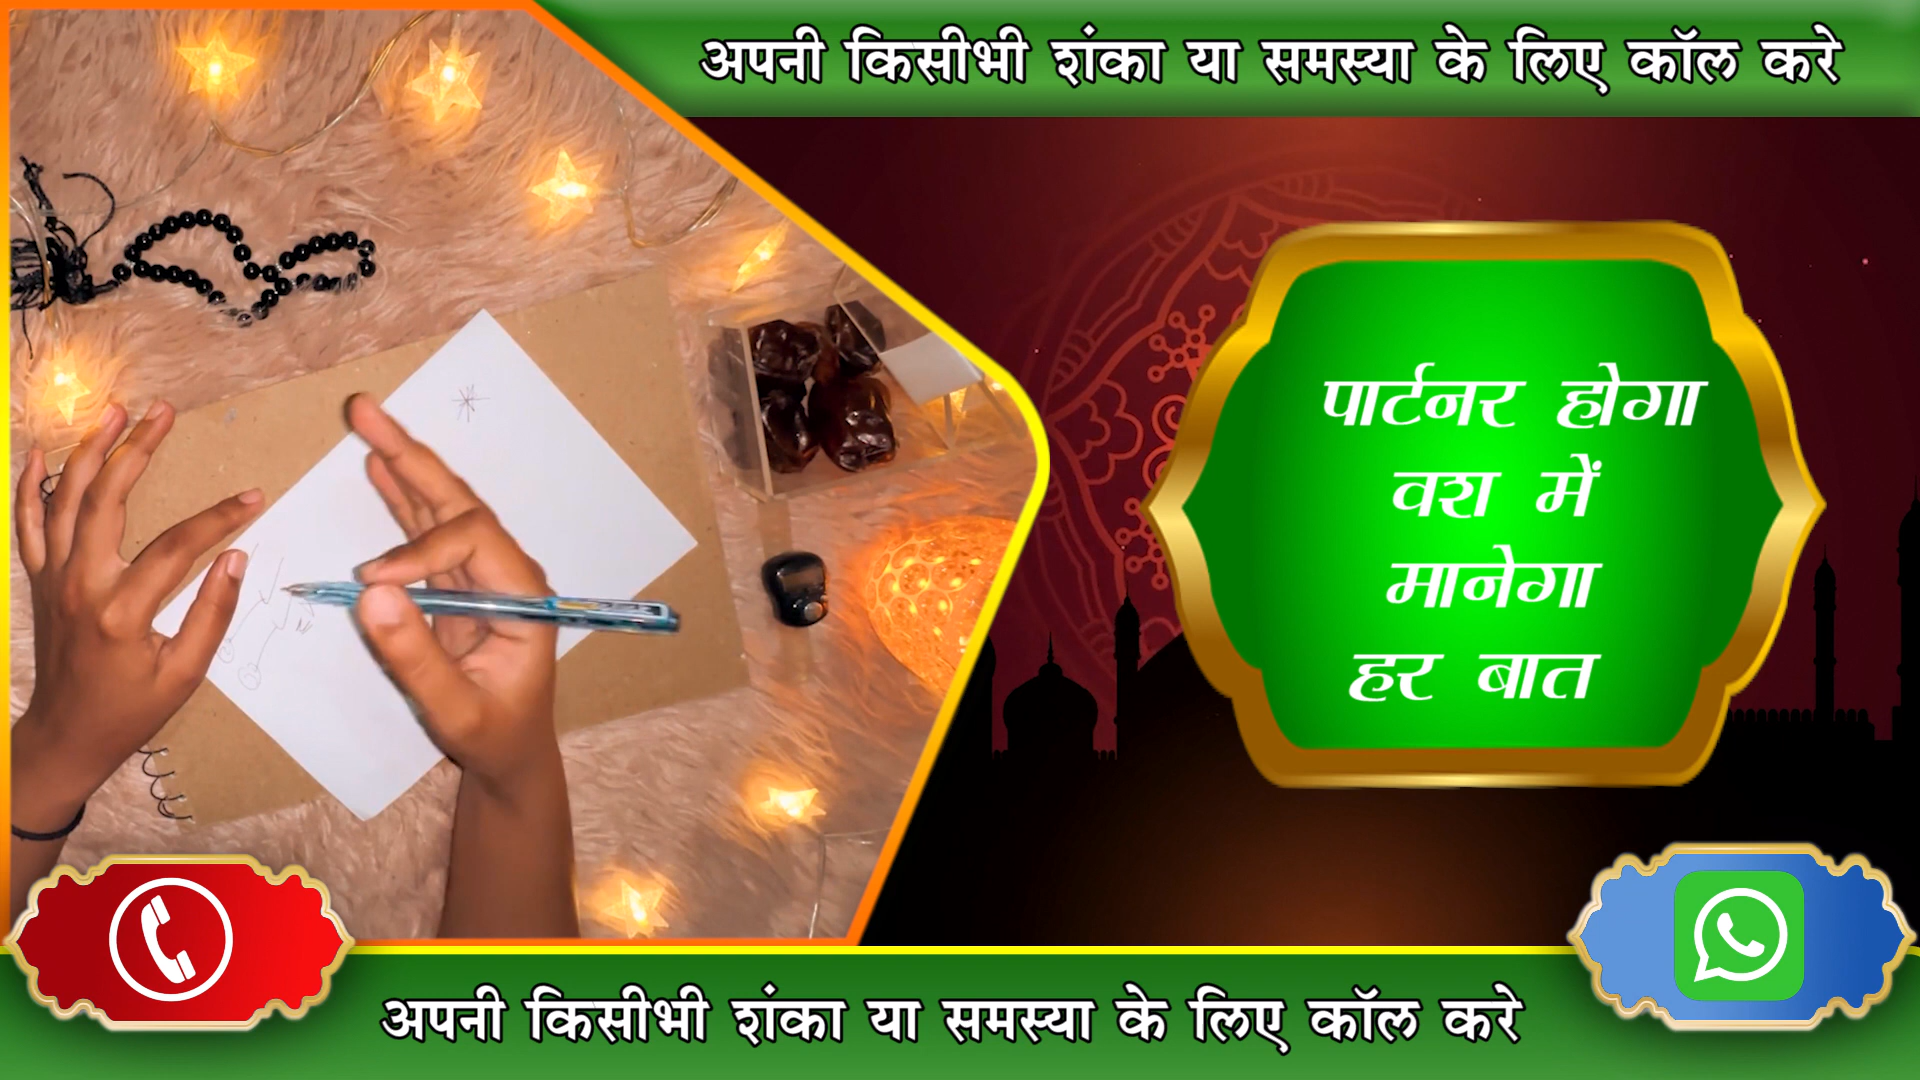 अपनी किसीभी शंका या समस्या के लिए कॉल करे
पार्टनर होगा
वश में
मानेगा
हर बात
अपनी किसीभी शंका या समस्या के लिए कॉल करे